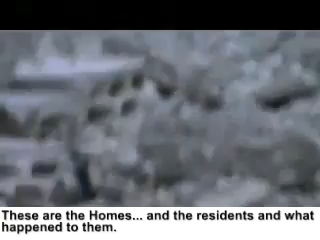 These are the Homes... and the residents and what
happened to them.